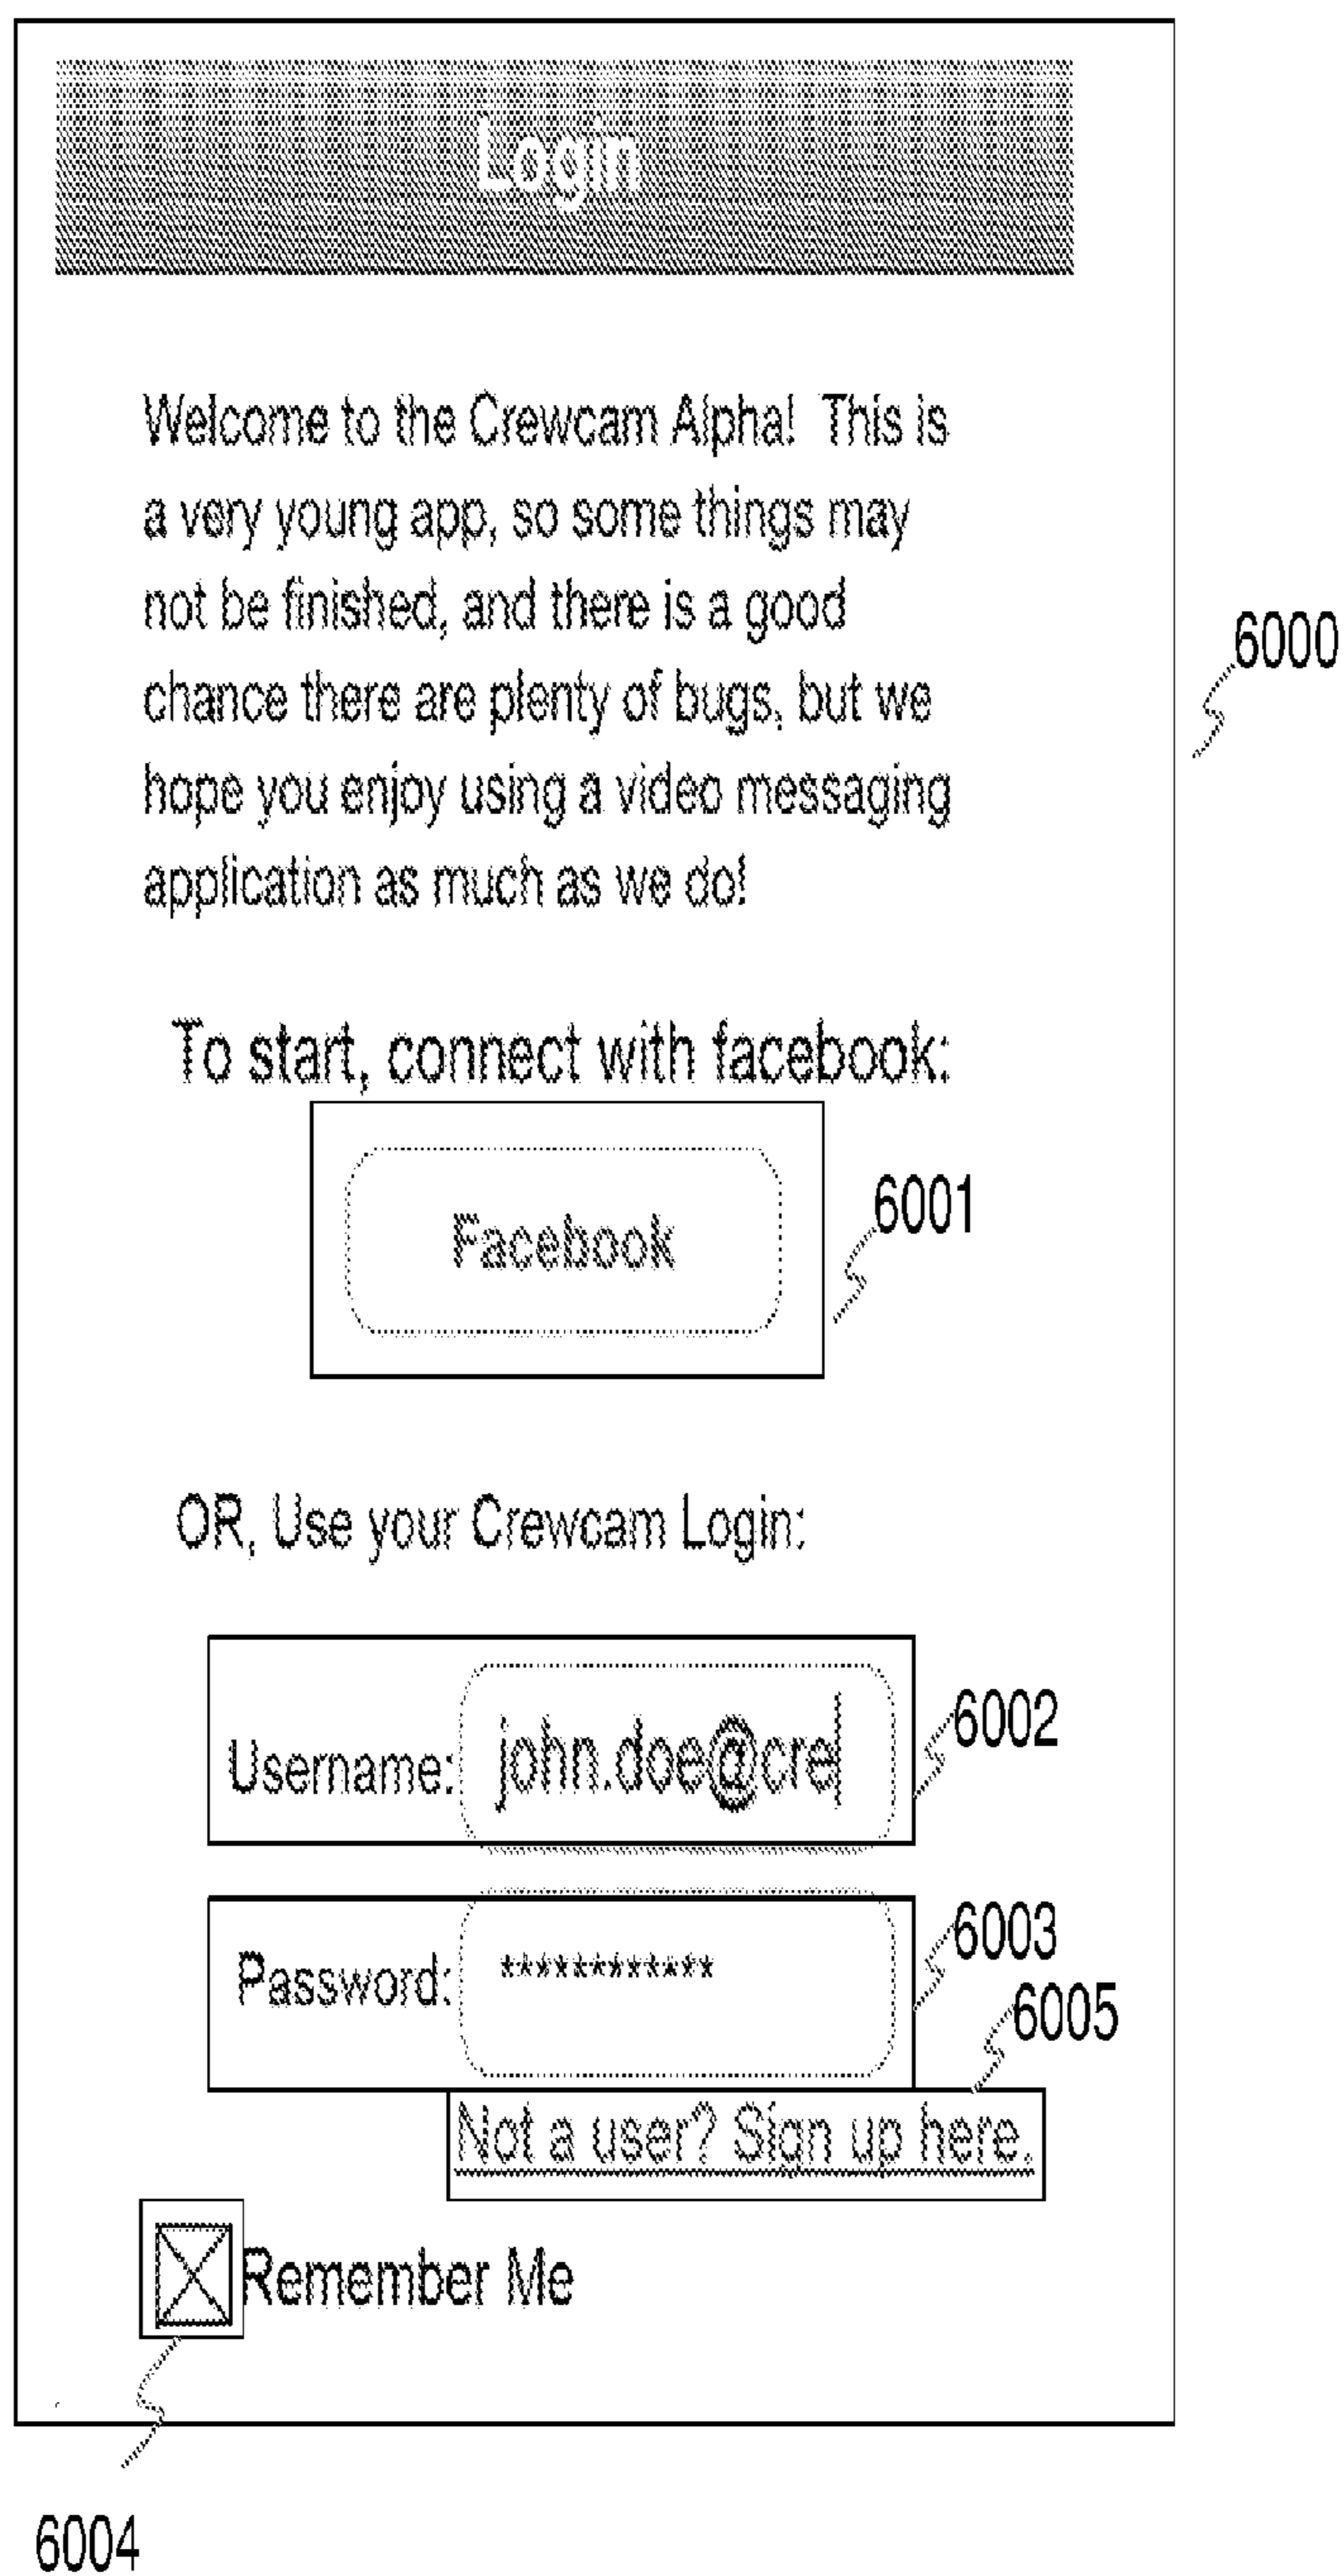 Login
Welcome to the Crewcam Alpha! This is
a very young app, so some things may
not be finished, and there is a good
chance there are plenty of bugs, but we
hope you enjoy using a video messaging
application as much as we do!
6000
To start, connect with facebook:
Facebook
6001
OR, Use your Crewcam Login:
Username: john.doe@cre
6002
Password: ************
6003
6005
Not a user? Sign up here.
Remember Me
6004